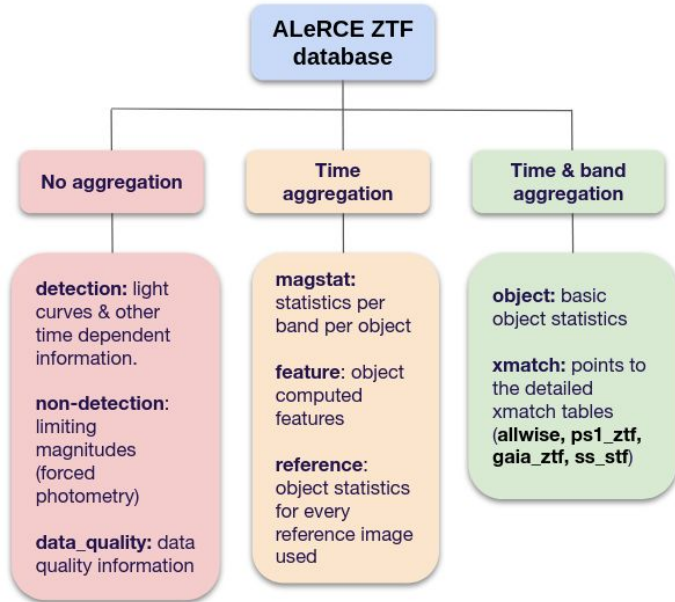 ALeRCE ZTF
database
No aggregation
Time
aggregation
Time & band
aggregation
detection: light
curves & other
time dependent
information.
non-detection:
limiting
magnitudes
(forced
photometry)
data_quality: data
quality information
magstat:
statistics per
band per object
feature: object
computed
features
reference:
object statistics
for every
reference image
used
object: basic
object statistics
xmatch: points to
the detailed
xmatch tables
(allwise, ps1_ztf,
gaia_ztf, ss_stf)